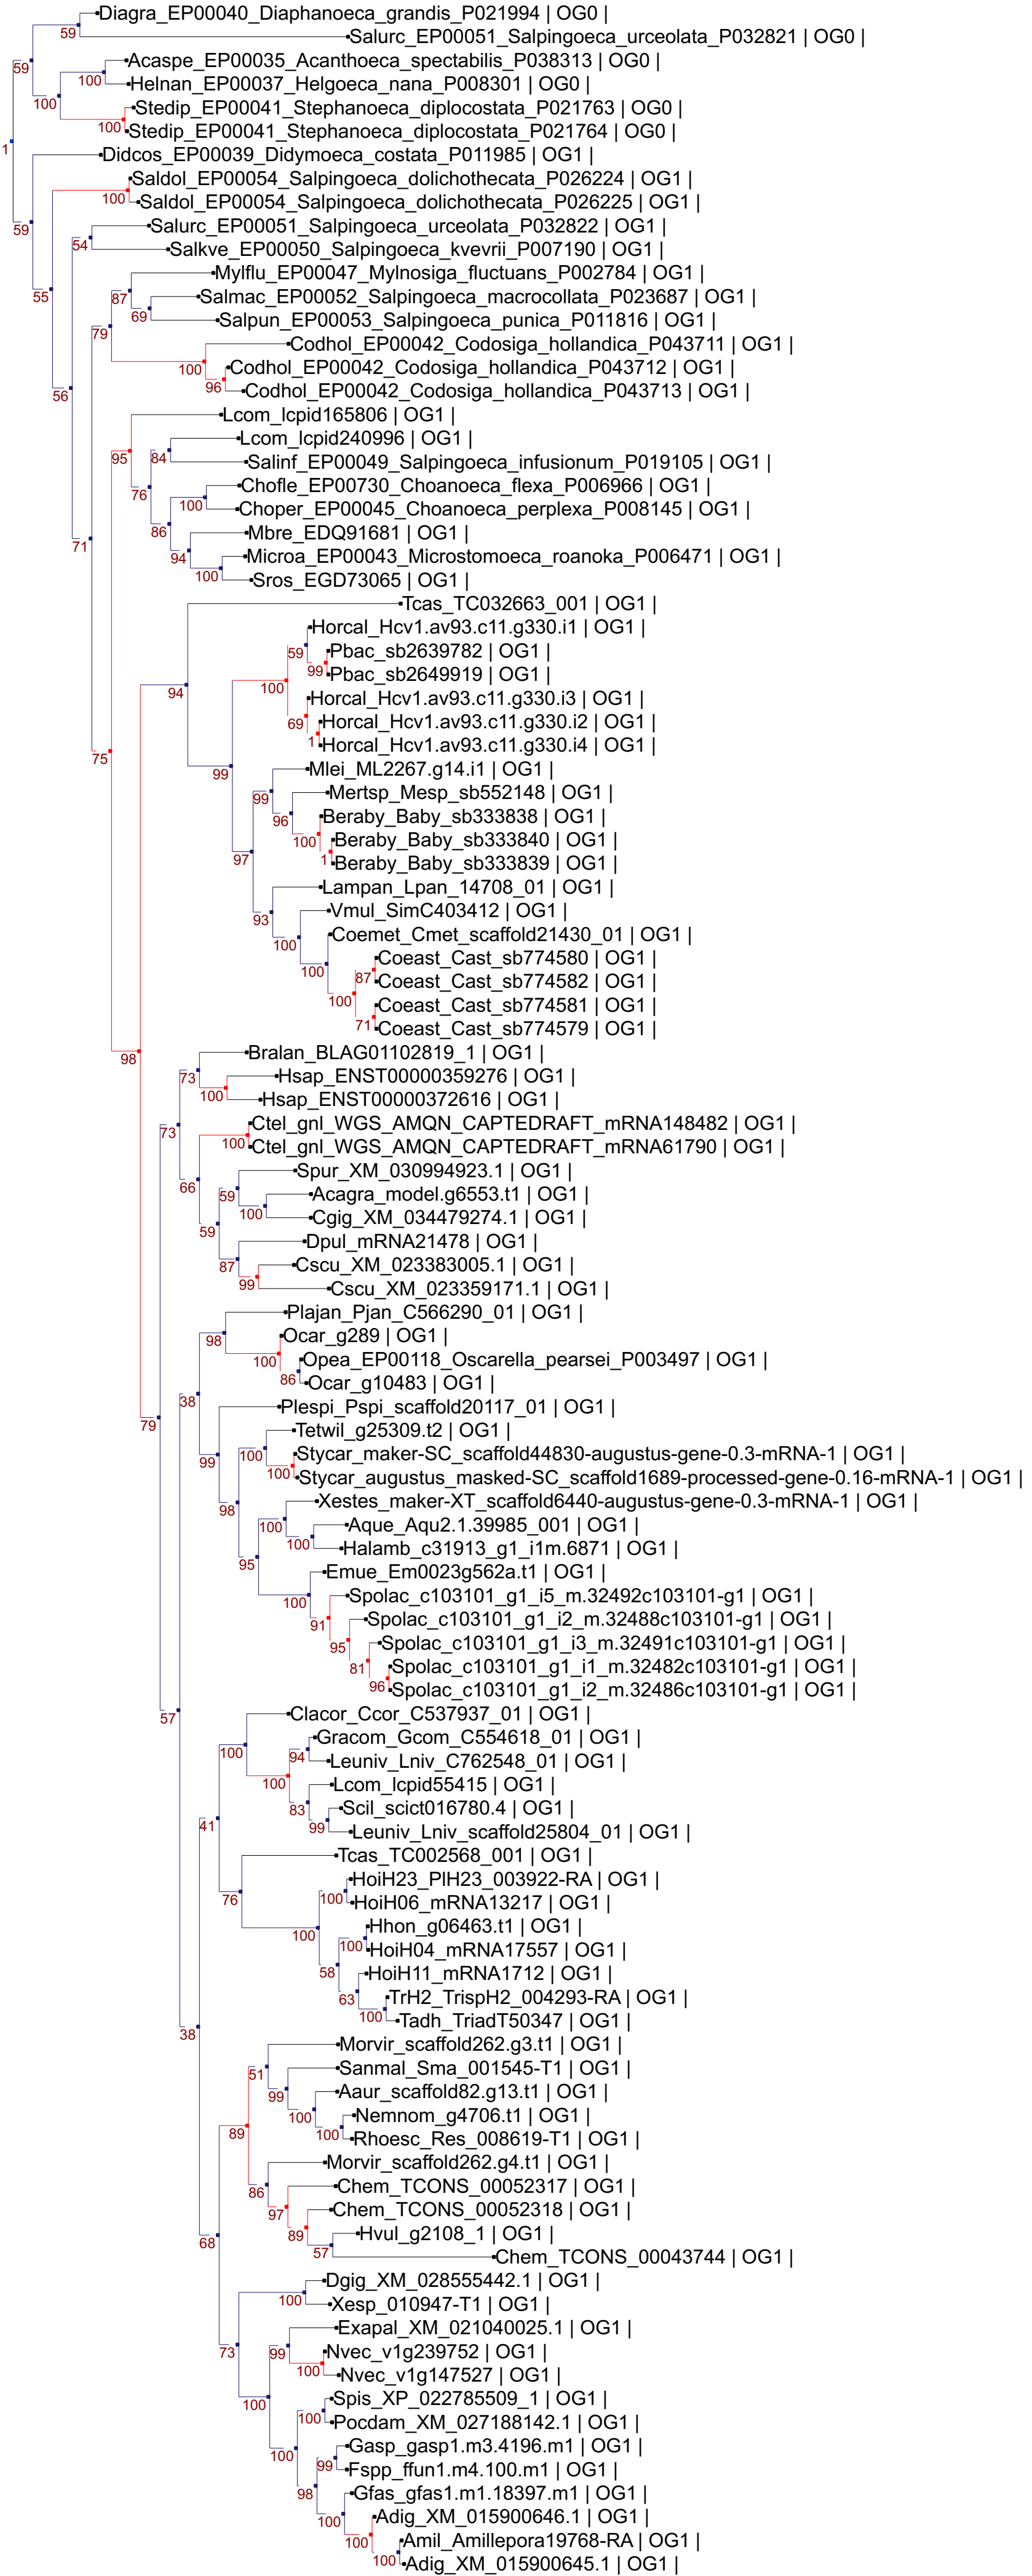 Diagra_EP00040_Diaphanoeca_grandis_P021994 | OG0 |
59
Salurc_EP00051_Salpingoeca_urceolata_P032821 | OG0 |
59
Acaspe_EP00035_Acanthoeca_spectabilis_P038313 | OG0 |
100
Helnan_EP00037_Helgoeca_nana_P008301 | OG0 |
100
Stedip_EP00041_Stephanoeca_diplocostata_P021763 | OG0 |
100
Stedip_EP00041_Stephanoeca_diplocostata_P021764 | OG0 |
1
Didcos_EP00039_Didymoeca_costata_P011985 | OG1 |
Saldol_EP00054_Salpingoeca_dolichothecata_P026224 | OG1 |
100
Saldol_EP00054_Salpingoeca_dolichothecata_P026225 | OG1 |
59
Salurc_EP00051_Salpingoeca_urceolata_P032822 | OG1 |
54
Salkve_EP00050_Salpingoeca_kvevrii_P007190 | OG1 |
Mylflu_EP00047_Mylnosiga_fluctuans_P002784 | OG1 |
55
87
Salmac_EP00052_Salpingoeca_macrocollata_P023687 | OG1 |
69
Salpun_EP00053_Salpingoeca_punica_P011816 | OG1 |
79
Codhol_EP00042_Codosiga_hollandica_P043711 | OG1 |
100
Codhol_EP00042_Codosiga_hollandica_P043712 | OG1 |
96
Codhol_EP00042_Codosiga_hollandica_P043713 | OG1 |
56
Lcom_lcpid165806 | OG1 |
Lcom_lcpid240996 | OG1 |
95
84
Salinf_EP00049_Salpingoeca_infusionum_P019105 | OG1 |
Chofle_EP00730_Choanoeca_flexa_P006966 | OG1 |
76
100
Choper_EP00045_Choanoeca_perplexa_P008145 | OG1 |
86
Mbre_EDQ91681 | OG1 |
71
94
Microa_EP00043_Microstomoeca_roanoka_P006471 | OG1 |
100
Sros_EGD73065 | OG1 |
Tcas_TC032663_001 | OG1 |
Horcal_Hcv1.av93.c11.g330.i1 | OG1 |
59
Pbac_sb2639782 | OG1 |
99
Pbac_sb2649919 | OG1 |
94
100
Horcal_Hcv1.av93.c11.g330.i3 | OG1 |
69
Horcal_Hcv1.av93.c11.g330.i2 | OG1 |
1
Horcal_Hcv1.av93.c11.g330.i4 | OG1 |
75
99
Mlei_ML2267.g14.i1 | OG1 |
99
Mertsp_Mesp_sb552148 | OG1 |
96
Beraby_Baby_sb333838 | OG1 |
100
Beraby_Baby_sb333840 | OG1 |
97
1
Beraby_Baby_sb333839 | OG1 |
Lampan_Lpan_14708_01 | OG1 |
93
Vmul_SimC403412 | OG1 |
100
Coemet_Cmet_scaffold21430_01 | OG1 |
100
Coeast_Cast_sb774580 | OG1 |
87
Coeast_Cast_sb774582 | OG1 |
100
Coeast_Cast_sb774581 | OG1 |
71
Coeast_Cast_sb774579 | OG1 |
98
Bralan_BLAG01102819_1 | OG1 |
73
Hsap_ENST00000359276 | OG1 |
100
Hsap_ENST00000372616 | OG1 |
73
Ctel_gnl_WGS_AMQN_CAPTEDRAFT_mRNA148482 | OG1 |
100
Ctel_gnl_WGS_AMQN_CAPTEDRAFT_mRNA61790 | OG1 |
66
Spur_XM_030994923.1 | OG1 |
59
Acagra_model.g6553.t1 | OG1 |
100
Cgig_XM_034479274.1 | OG1 |
59
Dpul_mRNA21478 | OG1 |
87
Cscu_XM_023383005.1 | OG1 |
99
Cscu_XM_023359171.1 | OG1 |
Plajan_Pjan_C566290_01 | OG1 |
98
Ocar_g289 | OG1 |
100
Opea_EP00118_Oscarella_pearsei_P003497 | OG1 |
86
Ocar_g10483 | OG1 |
38
79
Plespi_Pspi_scaffold20117_01 | OG1 |
Tetwil_g25309.t2 | OG1 |
99
100
Stycar_maker-SC_scaffold44830-augustus-gene-0.3-mRNA-1 | OG1 |
100
Stycar_augustus_masked-SC_scaffold1689-processed-gene-0.16-mRNA-1 | OG1 |
98
Xestes_maker-XT_scaffold6440-augustus-gene-0.3-mRNA-1 | OG1 |
100
Aque_Aqu2.1.39985_001 | OG1 |
100
Halamb_c31913_g1_i1m.6871 | OG1 |
95
Emue_Em0023g562a.t1 | OG1 |
100
Spolac_c103101_g1_i5_m.32492c103101-g1 | OG1 |
91
Spolac_c103101_g1_i2_m.32488c103101-g1 | OG1 |
95
Spolac_c103101_g1_i3_m.32491c103101-g1 | OG1 |
81
Spolac_c103101_g1_i1_m.32482c103101-g1 | OG1 |
96
Spolac_c103101_g1_i2_m.32486c103101-g1 | OG1 |
57
Clacor_Ccor_C537937_01 | OG1 |
100
Gracom_Gcom_C554618_01 | OG1 |
94
Leuniv_Lniv_C762548_01 | OG1 |
100
Lcom_lcpid55415 | OG1 |
83
Scil_scict016780.4 | OG1 |
41
99
Leuniv_Lniv_scaffold25804_01 | OG1 |
Tcas_TC002568_001 | OG1 |
HoiH23_PlH23_003922-RA | OG1 |
76
100
HoiH06_mRNA13217 | OG1 |
100
Hhon_g06463.t1 | OG1 |
100
HoiH04_mRNA17557 | OG1 |
58
HoiH11_mRNA1712 | OG1 |
63
TrH2_TrispH2_004293-RA | OG1 |
100
Tadh_TriadT50347 | OG1 |
38
Morvir_scaffold262.g3.t1 | OG1 |
51
Sanmal_Sma_001545-T1 | OG1 |
99
Aaur_scaffold82.g13.t1 | OG1 |
100
Nemnom_g4706.t1 | OG1 |
89
100
Rhoesc_Res_008619-T1 | OG1 |
Morvir_scaffold262.g4.t1 | OG1 |
86
Chem_TCONS_00052317 | OG1 |
97
Chem_TCONS_00052318 | OG1 |
89
Hvul_g2108_1 | OG1 |
68
57
Chem_TCONS_00043744 | OG1 |
Dgig_XM_028555442.1 | OG1 |
100
Xesp_010947-T1 | OG1 |
Exapal_XM_021040025.1 | OG1 |
73
99
Nvec_v1g239752 | OG1 |
100
Nvec_v1g147527 | OG1 |
100
Spis_XP_022785509_1 | OG1 |
100
Pocdam_XM_027188142.1 | OG1 |
100
Gasp_gasp1.m3.4196.m1 | OG1 |
99
Fspp_ffun1.m4.100.m1 | OG1 |
98
Gfas_gfas1.m1.18397.m1 | OG1 |
100
Adig_XM_015900646.1 | OG1 |
100
Amil_Amillepora19768-RA | OG1 |
100
Adig_XM_015900645.1 | OG1 |